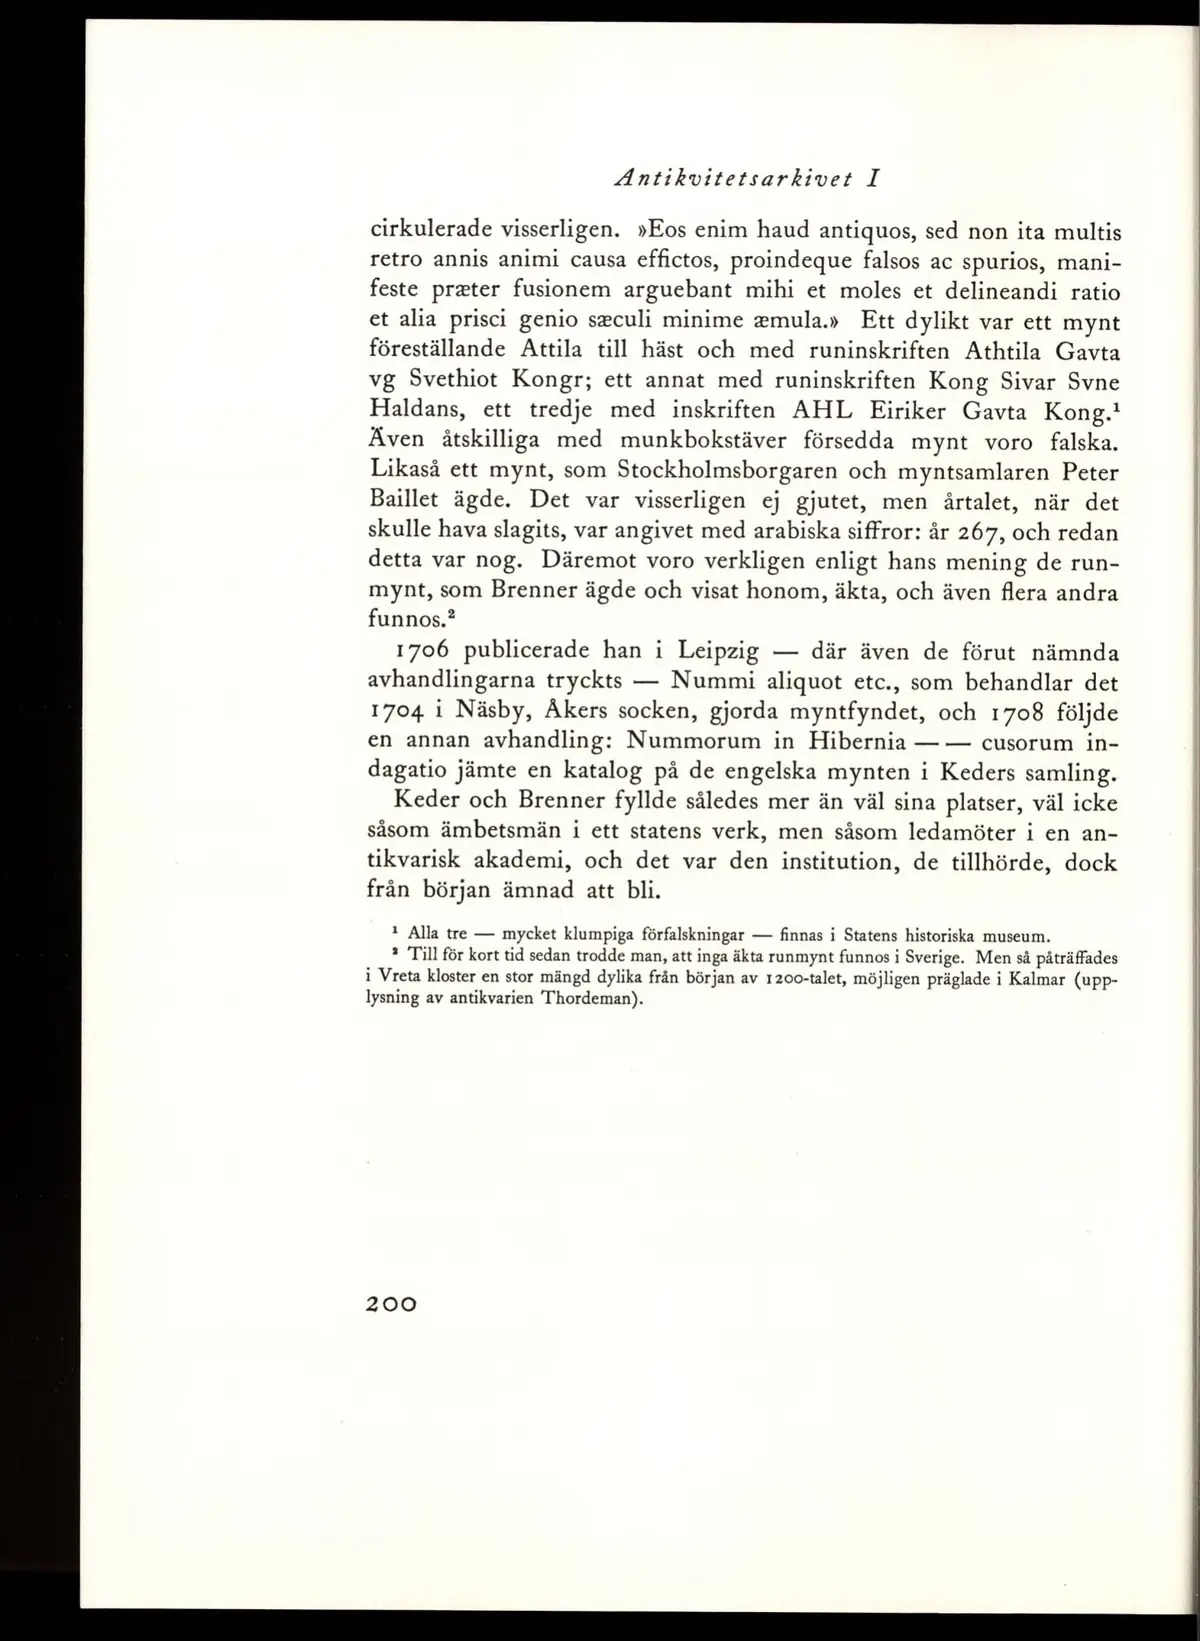 Antikvitetsarkivet I
cirkulerade visserligen. »Eos enim haud antiquos, sed non ita multis
retro annis animi causa effictos, proindeque falsos ac spurios, mani-
feste præter fusionem arguebant mihi et moles et delineandi ratio
et alia prisci genio sæculi minime æmula.» Ett dylikt var ett mynt
föreställande Attila till häst och med runinskriften Athtila Gavta
vg Svethiot Kongr; ett annat med runinskriften Kong Sivar Svne
Haldans, ett tredje med inskriften AHL Eiriker Gavta Kong.¹
Även åtskilliga med munkbokstäver försedda mynt voro falska.
Likaså ett mynt, som Stockholmsborgaren och myntsamlaren Peter
Baillet ägde. Det var visserligen ej gjutet, men årtalet, när det
skulle hava slagits, var angivet med arabiska siffror: år 267, och redan
detta var nog. Däremot voro verkligen enligt hans mening de run-
mynt, som Brenner ägde och visat honom, äkta, och även flera andra
funnos.²
1706 publicerade han i Leipzig — där även de förut nämnda
avhandlingarna tryckts — Nummi aliquot etc., som behandlar det
1704 i Näsby, Åkers socken, gjorda myntfyndet, och 1708 följde
en annan avhandling: Nummorum in Hibernia — — cusorum in-
dagatio jämte en katalog på de engelska mynten i Keders samling.
Keder och Brenner fyllde således mer än väl sina platser, väl icke
såsom ämbetsmän i ett statens verk, men såsom ledamöter i en an-
tikvarisk akademi, och det var den institution, de tillhörde, dock
från början ämnad att bli.
¹ Alla tre — mycket klumpiga förfalskningar — finnas i Statens historiska museum.
² Till för kort tid sedan trodde man, att inga äkta runmynt funnos i Sverige. Men så påträffades
i Vreta kloster en stor mängd dylika från början av 1200-talet, möjligen präglade i Kalmar (upp-
lysning av antikvarien Thordeman).
200